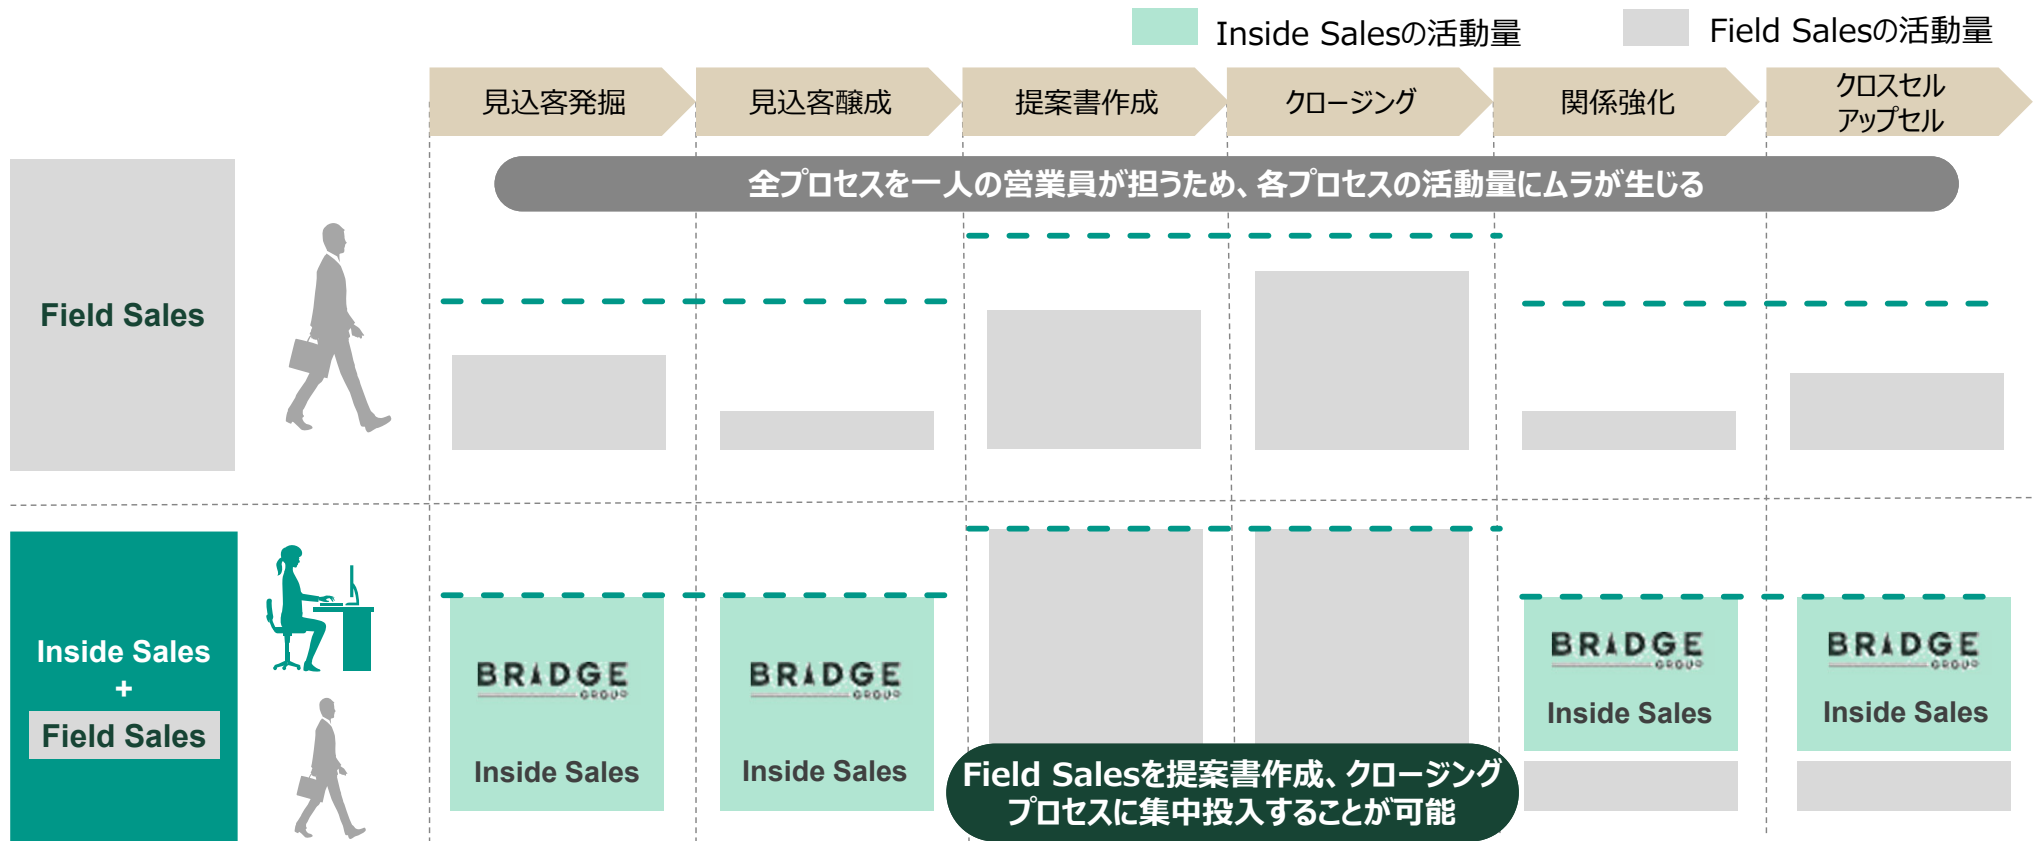 Inside Salesの活動量
Field Salesの活動量
見込客発掘
見込客醸成
提案書作成
クロージング
関係強化
クロスセル
アップセル
全プロセスを一人の営業員が担うため、各プロセスの活動量にムラが生じる
Field Sales
Inside Sales
+
Field Sales
BRIDGE
GROUP
Inside Sales
BRIDGE
GROUP
Inside Sales
Field Salesを提案書作成、クロージング
プロセスに集中投入することが可能
BRIDGE
GROUP
Inside Sales
BRIDGE
GROUP
Inside Sales